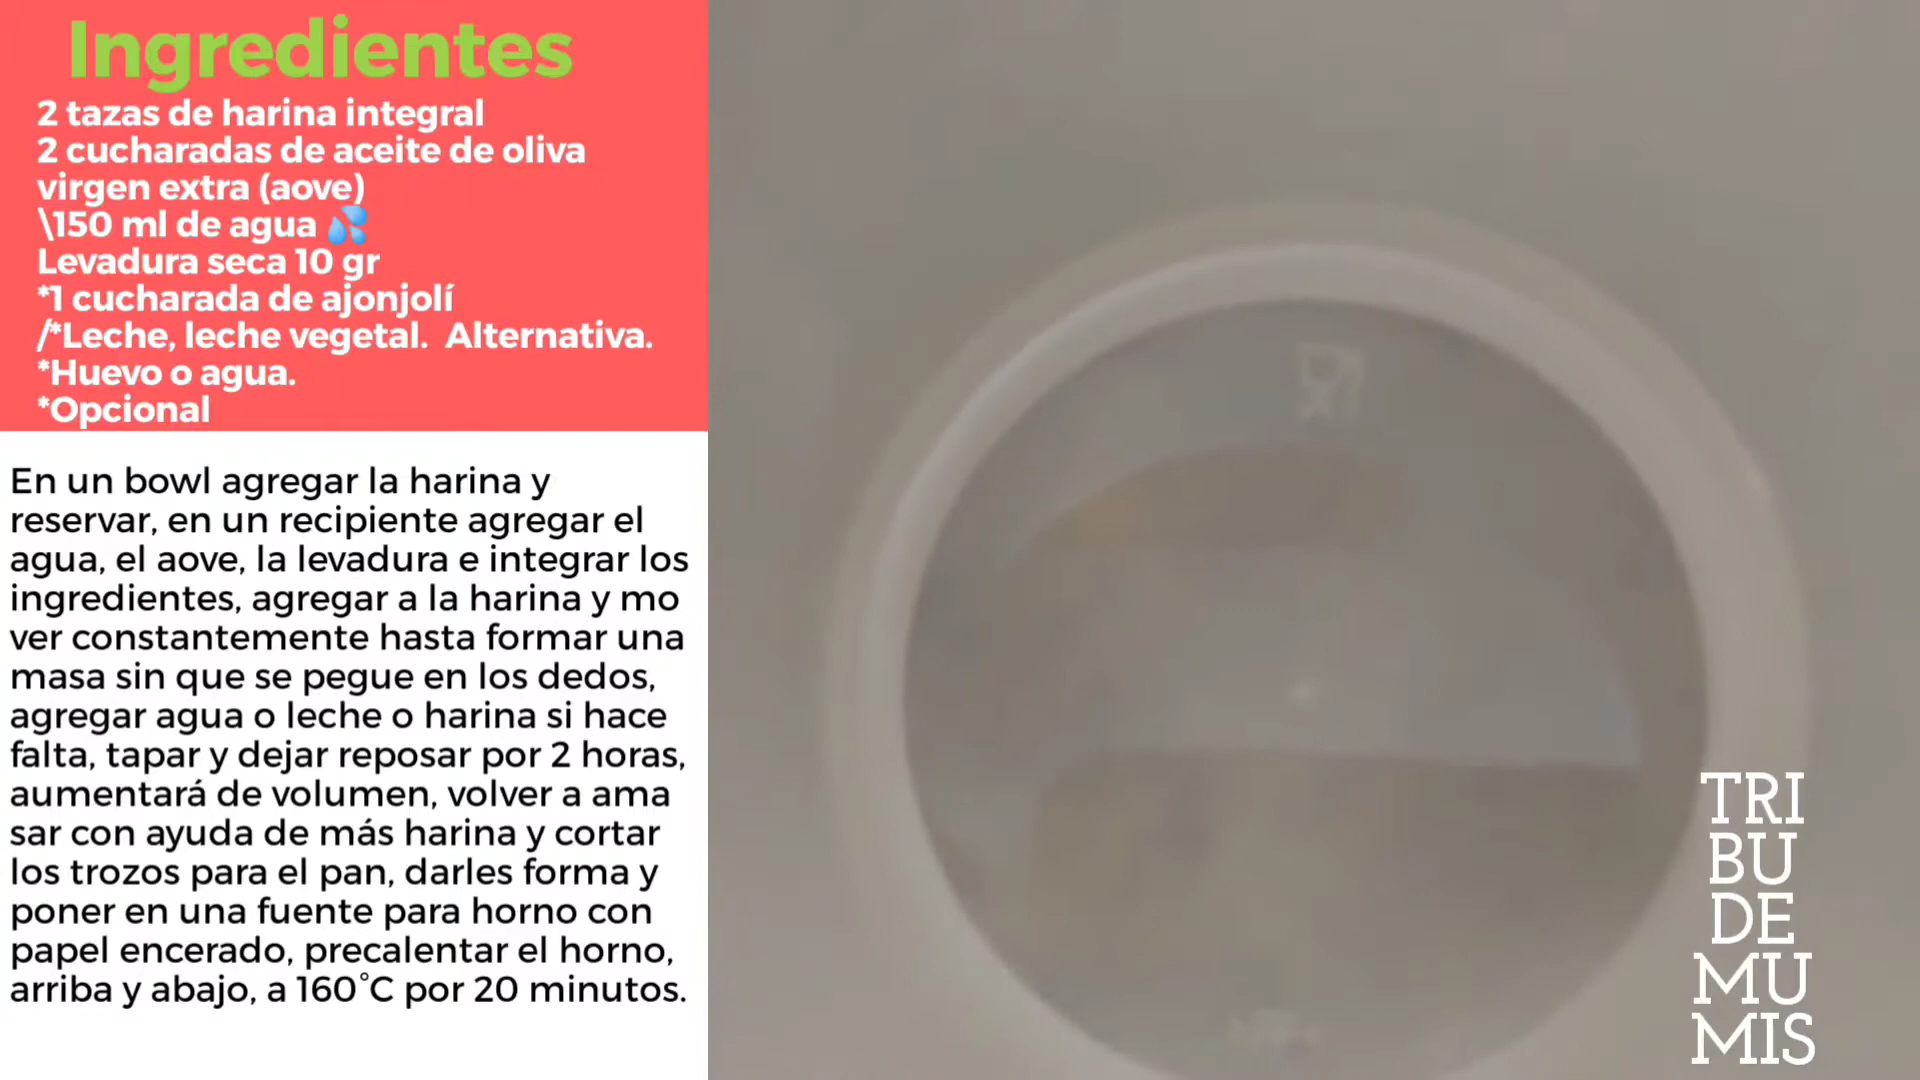 Ingredientes
2 tazas de harina integral
2 cucharadas de aceite de oliva
virgen extra (aove)
\150 ml de agua 💦
Levadura seca 10 gr
*1 cucharada de ajonjolí
/*Leche, leche vegetal.  Alternativa.
*Huevo o agua.
*Opcional
En un bowl agregar la harina y
reservar, en un recipiente agregar el
agua, el aove, la levadura e integrar los
ingredientes, agregar a la harina y mo
ver constantemente hasta formar una
masa sin que se pegue en los dedos,
agregar agua o leche o harina si hace
falta, tapar y dejar reposar por 2 horas,
aumentará de volumen, volver a ama
sar con ayuda de más harina y cortar
los trozos para el pan, darles forma y
poner en una fuente para horno con
papel encerado, precalentar el horno,
arriba y abajo, a 160°C por 20 minutos.
TRI
BU
DE
MU
MIS